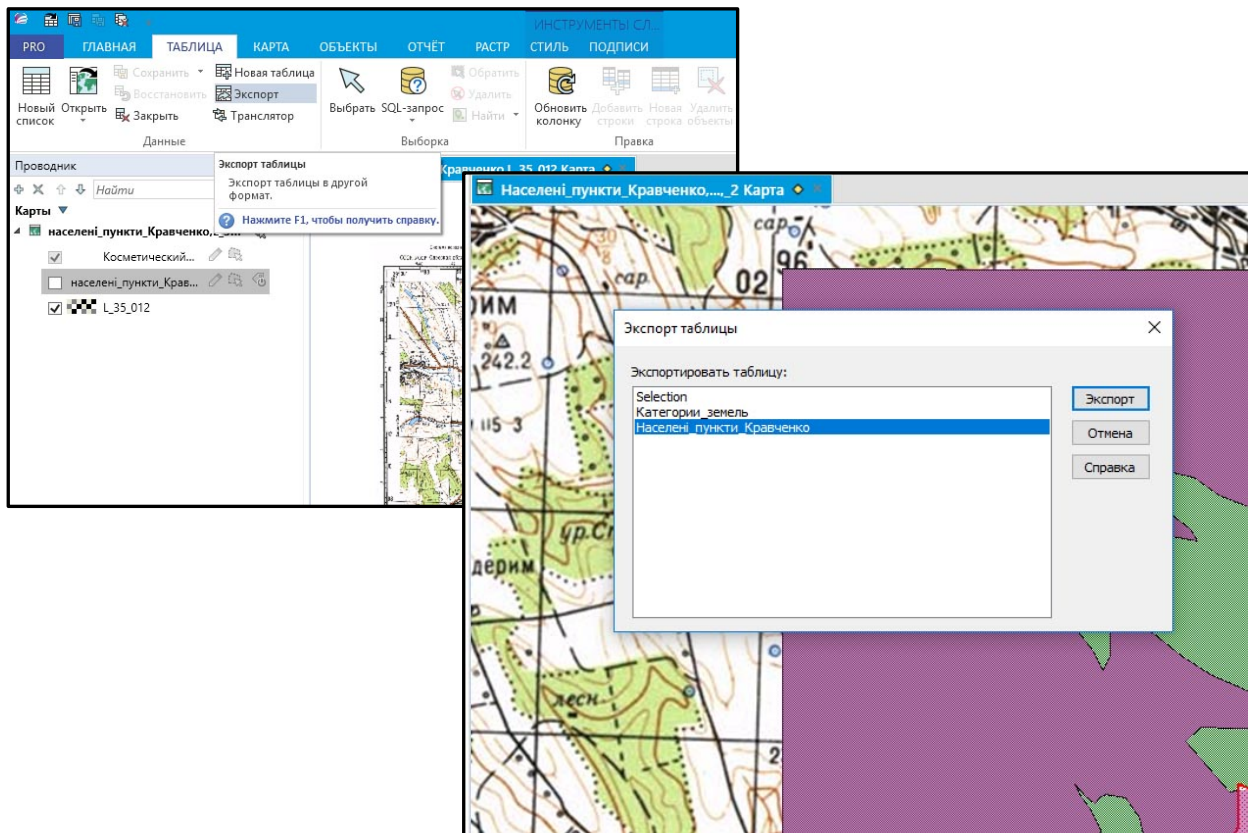 ИНСТРУМЕНТЫ СЛ...
PRO ГЛАВНАЯ ТАБЛИЦА КАРТА ОБЪЕКТЫ ОТЧЁТ РАСТР СТИЛЬ ПОДПИСИ
Новый список
Открыть
Сохранить
Восстановить
Закрыть
Новая таблица
Экспорт
Транслятор
Выбрать
SQL-запрос
Обратить
Удалить
Найти
Обновить колонку
Добавить строки
Новая строка
Удалить объекты
Данные Выборка Правка
Проводник
Найти
Карты
населені_пункти_Кравченко,L_3...
Косметический...
населені_пункти_Крав...
L_35_012
Экспорт таблицы
Экспорт таблицы в другой
формат.
Нажмите F1, чтобы получить справку.
Кравченко,L_35_012 Карта
Населені_пункти_Кравченко,...,_2 Карта
сар.
96
сар.
02
242.2
115 3
лесн.
Экспорт таблицы
Экспортировать таблицу:
Selection
Категории_земель
Населені_пункти_Кравченко
Экспорт
Отмена
Справка